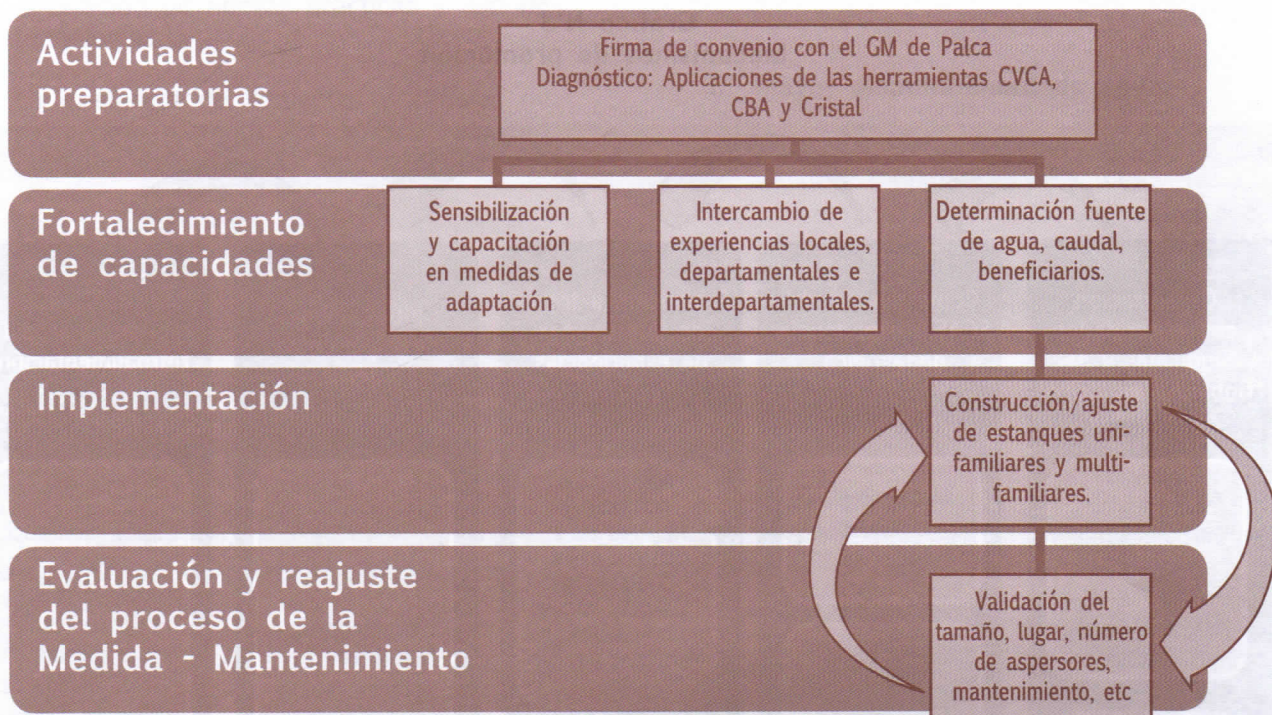 Actividades
preparatorias
Firma de convenio con el GM de Palca
Diagnóstico: Aplicaciones de las herramientas CVCA,
CBA y Cristal
Fortalecimiento
de capacidades
Sensibilización
y capacitación
en medidas de
adaptación
Intercambio de
experiencias locales,
departamentales e
interdepartamentales.
Determinación fuente
de agua, caudal,
beneficiarios.
Implementación
Construcción/ajuste
de estanques uni-
familiares y multi-
familiares.
Evaluación y reajuste
del proceso de la
Medida - Mantenimiento
Validación del
tamaño, lugar, número
de aspersores,
mantenimiento, etc